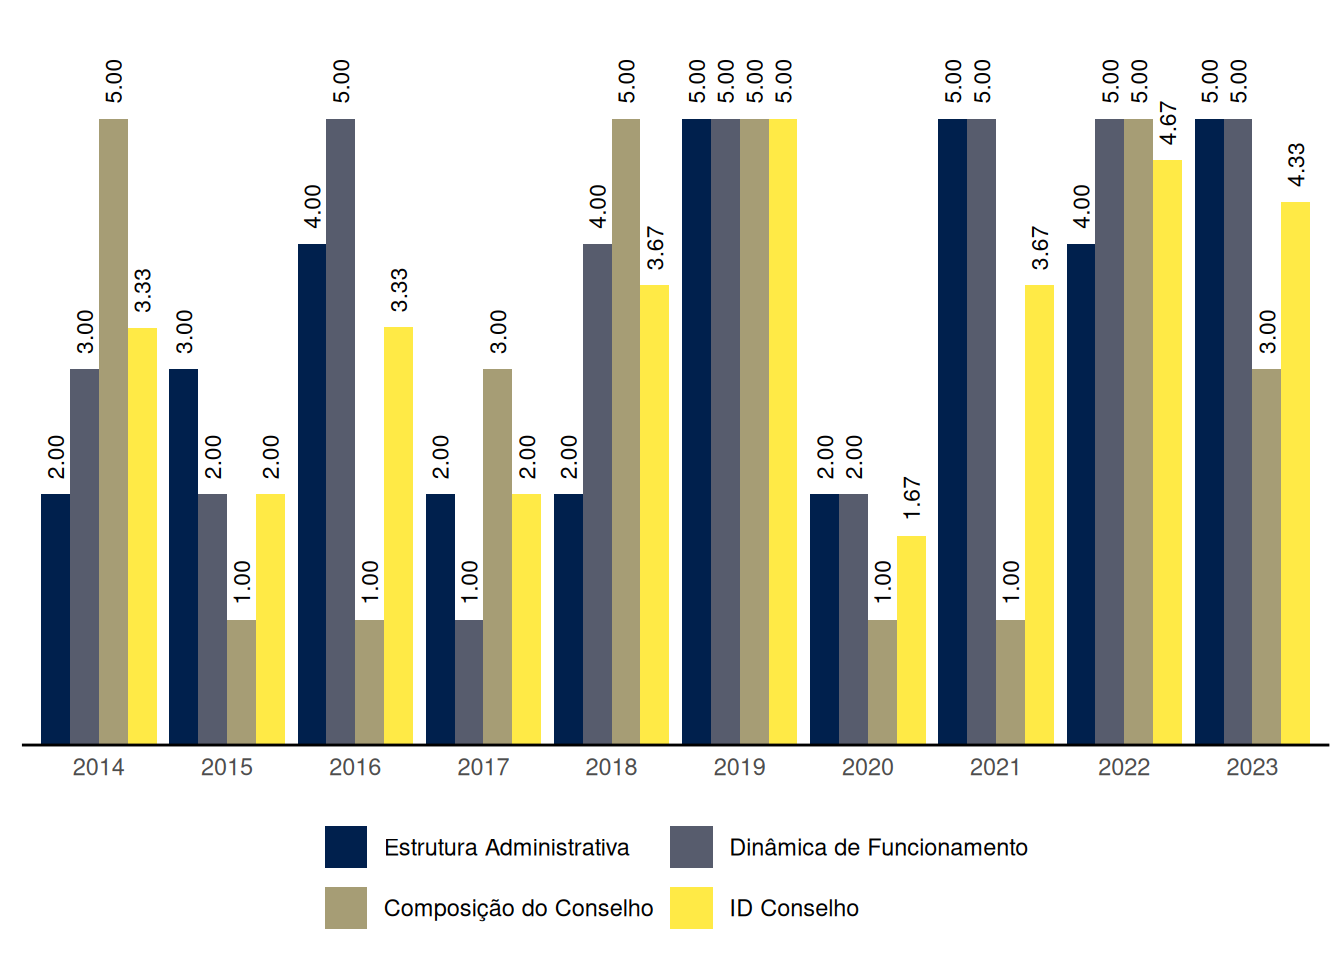 2.00 3.00 5.00 3.33
3.00 2.00 1.00 2.00
4.00 5.00 1.00 3.33
2.00 1.00 3.00 2.00
2.00 4.00 5.00 3.67
5.00 5.00 5.00 5.00
2.00 2.00 1.00 1.67
5.00 5.00 1.00 3.67
4.00 5.00 5.00 4.67
5.00 5.00 3.00 4.33
2014 2015 2016 2017 2018 2019 2020 2021 2022 2023
Estrutura Administrativa Dinâmica de Funcionamento
Composição do Conselho ID Conselho